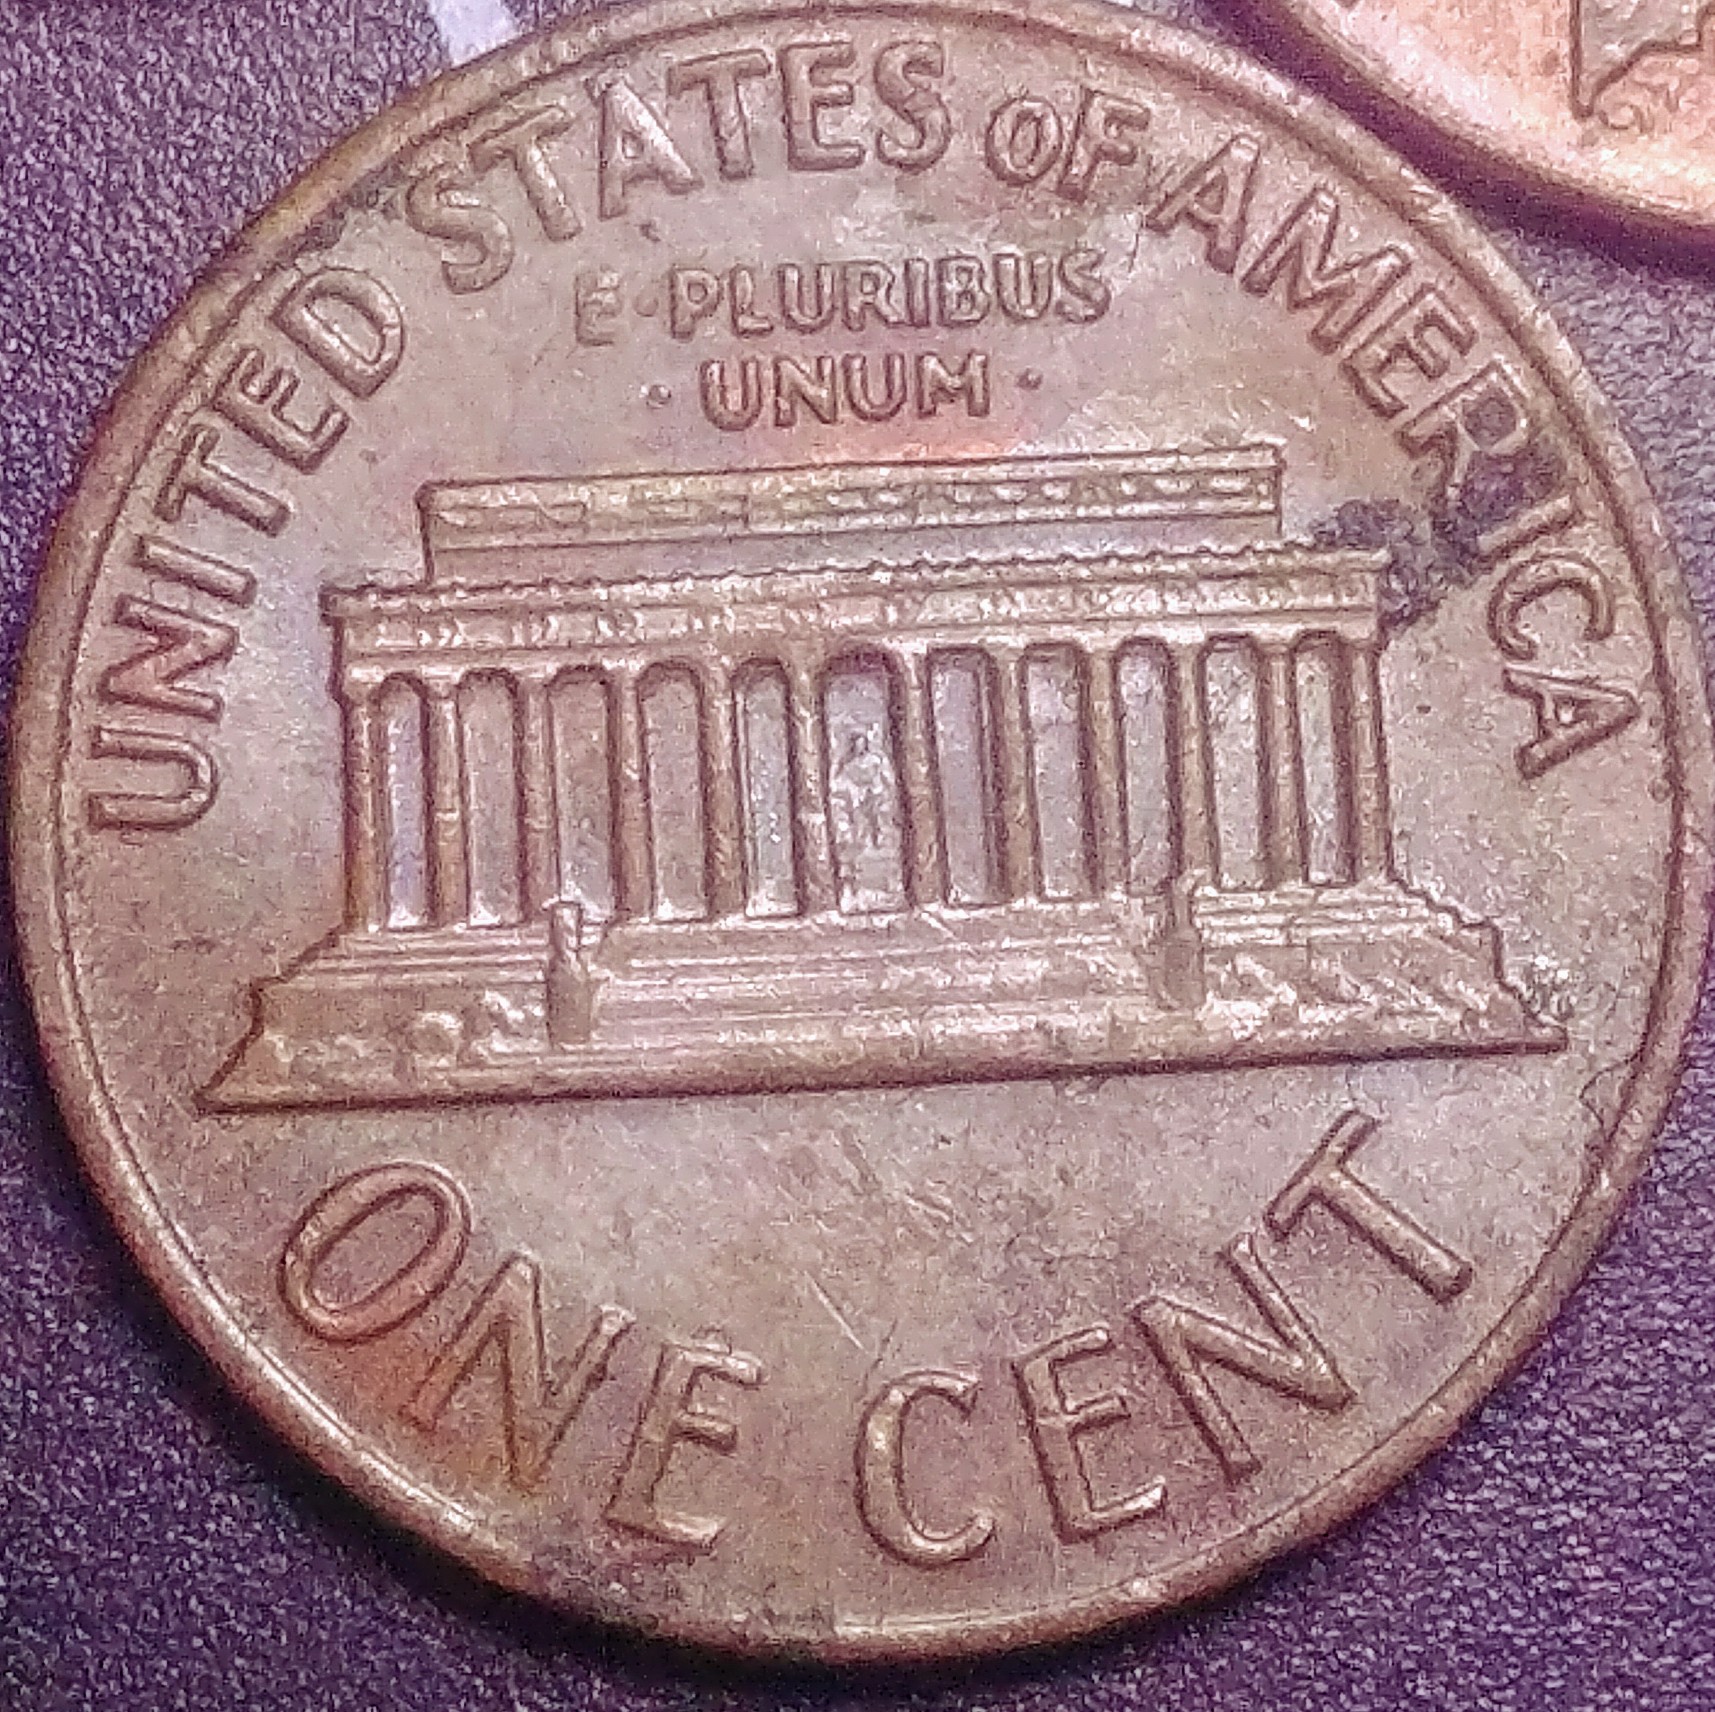 UNITED STATES OF AMERICA
E·PLURIBUS
·UNUM·
ONE CENT